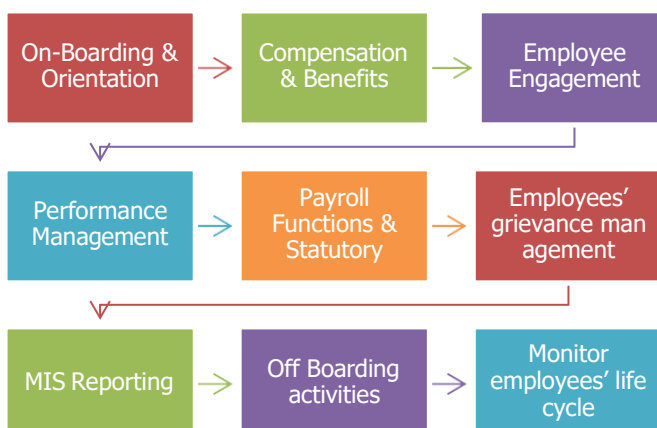 On-Boarding &
Orientation
Compensation
& Benefits
Employee
Engagement
Performance
Management
Payroll
Functions &
Statutory
Employees’
grievance man
agement
MIS Reporting
Off Boarding
activities
Monitor
employees’ life
cycle